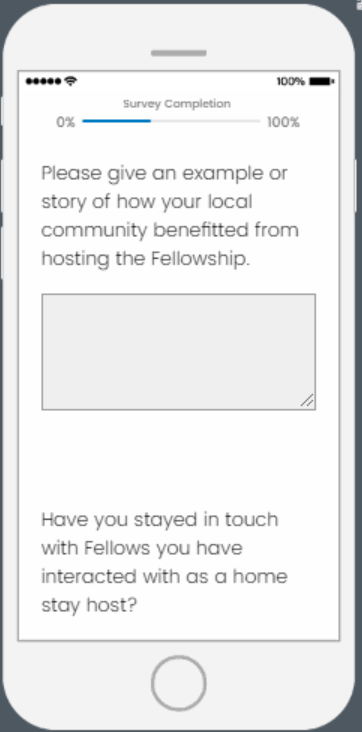 100%
Survey Completion
0% 100%
Please give an example or
story of how your local
community benefitted from
hosting the Fellowship.
Have you stayed in touch
with Fellows you have
interacted with as a home
stay host?